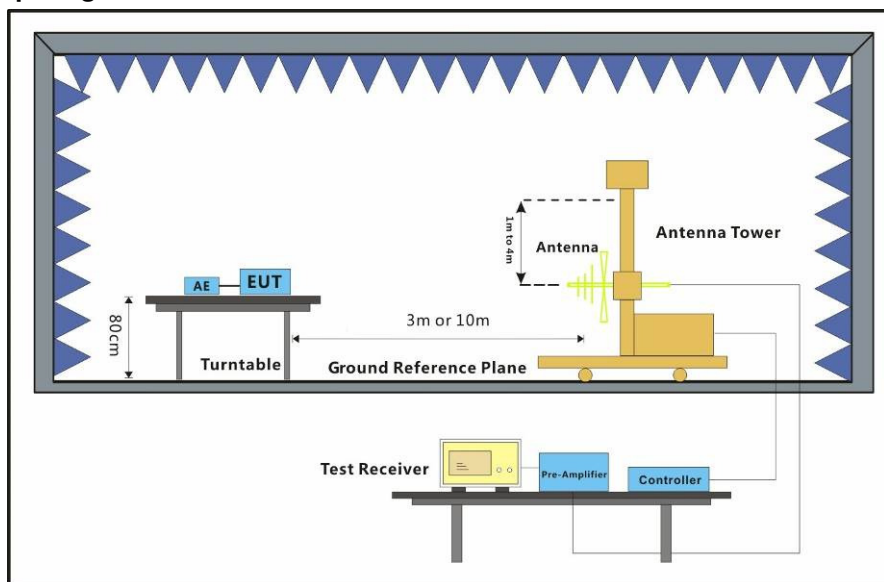 1m to 4m
Antenna
Antenna Tower
AE
EUT
80cm
3m or 10m
Turntable
Ground Reference Plane
Test Receiver
Pre-Amplifier
Controller